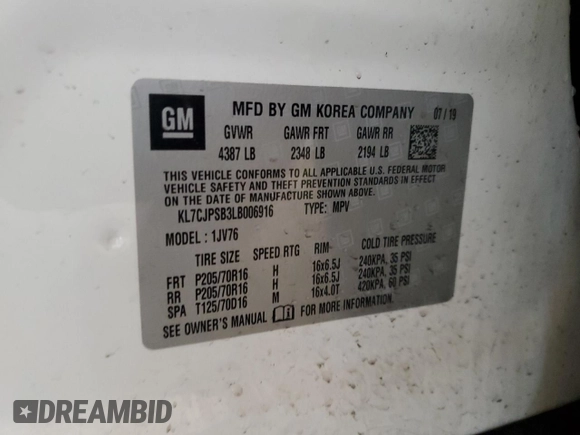 GM
MFD BY GM KOREA COMPANY 07 / 19
GVWR GAWR FRT GAWR RR
4387 LB 2348 LB 2194 LB
THIS VEHICLE CONFORMS TO ALL APPLICABLE U.S. FEDERAL MOTOR
VEHICLE SAFETY AND THEFT PREVENTION STANDARDS IN EFFECT
ON THE DATE OF MANUFACTURE SHOWN ABOVE.
KL7CJPSB3LB006916 TYPE: MPV
MODEL : 1JV76
TIRE SIZE SPEED RTG RIM COLD TIRE PRESSURE
FRT P205/70R16 H 16x6.5J 240KPA, 35 PSI
RR P205/70R16 H 16x6.5J 240KPA, 35 PSI
SPA T125/70D16 M 16x4.0T 420KPA, 60 PSI
SEE OWNER'S MANUAL FOR MORE INFORMATION.
DREAMBID